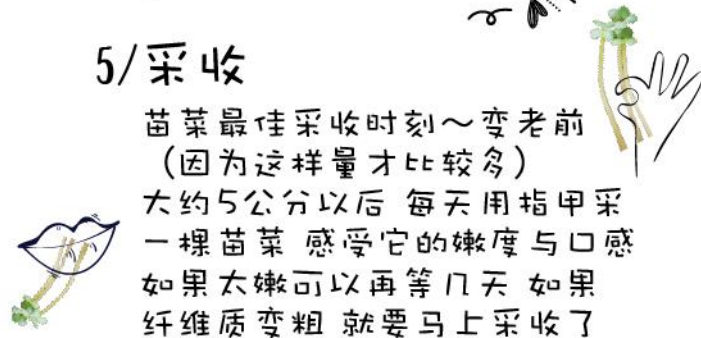 5/采收
苗菜最佳采收时刻～变老前
（因为这样量才比较多）
大约5公分以后 每天用指甲采
一棵苗菜 感受它的嫩度与口感
如果太嫩可以再等几天 如果
纤维质变粗 就要马上采收了